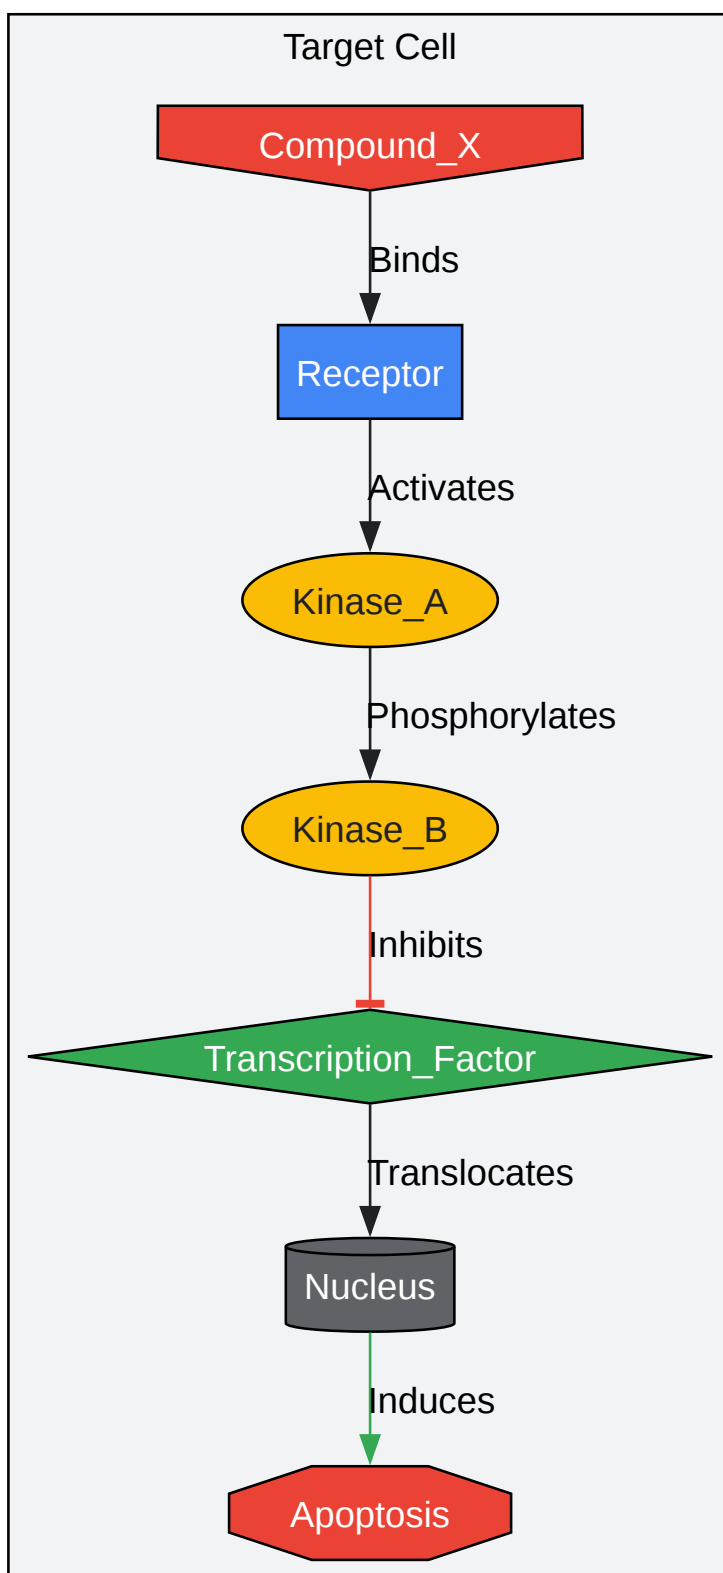 Target Cell
Compound_X
Binds
Receptor
Activates
Kinase_A
Phosphorylates
Kinase_B
Inhibits
Transcription_Factor
Translocates
Nucleus
Induces
Apoptosis